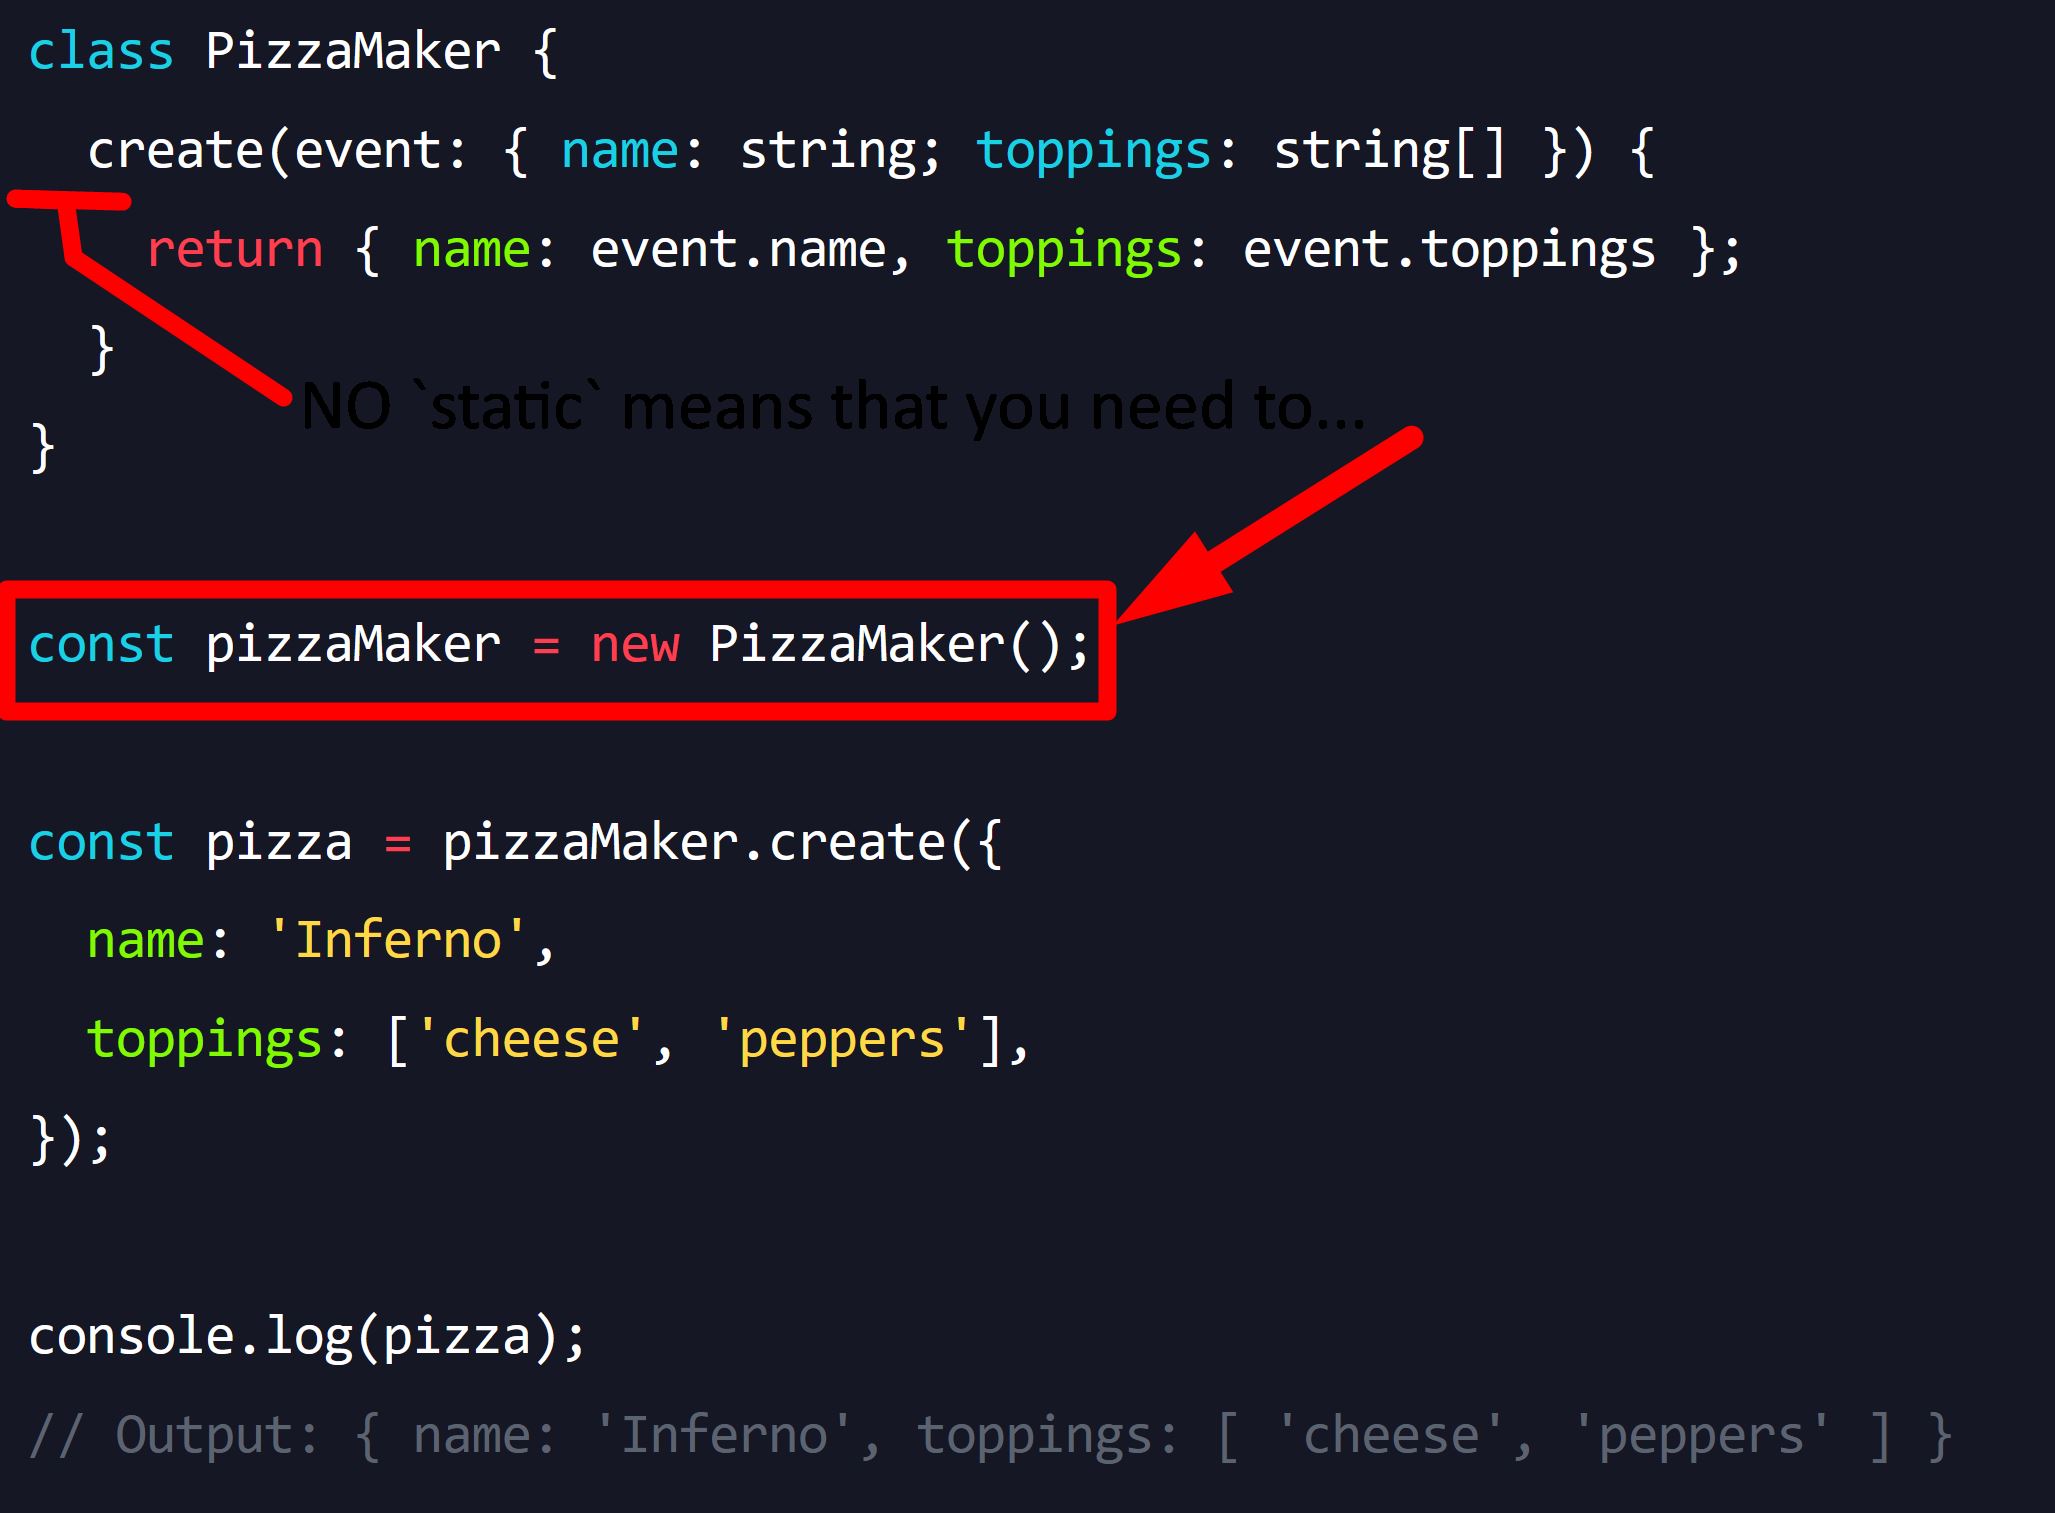 class PizzaMaker {
create(event: { name: string; toppings: string[] }) {
return { name: event.name, toppings: event.toppings };
}
NO `static` means that you need to...
}
const pizzaMaker = new PizzaMaker();
const pizza = pizzaMaker.create({
name: 'Inferno',
toppings: ['cheese', 'peppers'],
});
console.log(pizza);
// Output: { name: 'Inferno', toppings: [ 'cheese', 'peppers' ] }